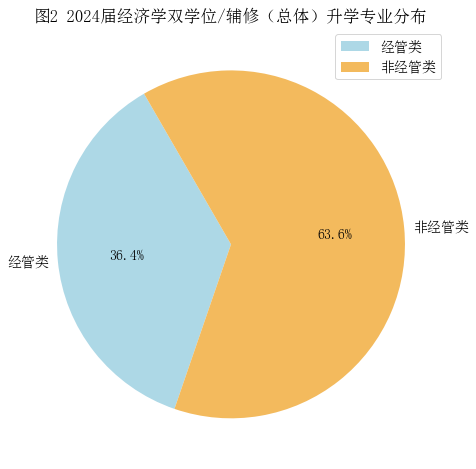 图2 2024届经济学双学位/辅修（总体）升学专业分布
经管类
非经管类
63.6%
非经管类
36.4%
经管类